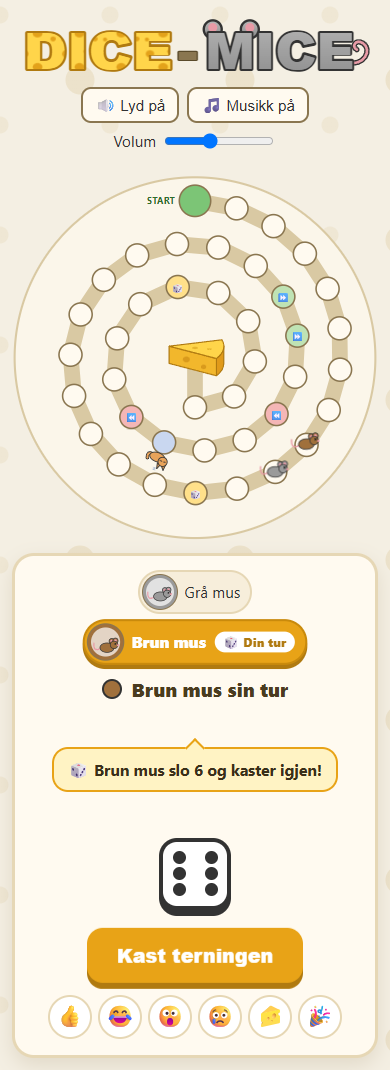 DICE-MICE
Lyd på
Musikk på
Volum
START
Grå mus
Brun mus
Din tur
Brun mus sin tur
Brun mus slo 6 og kaster igjen!
Kast terningen